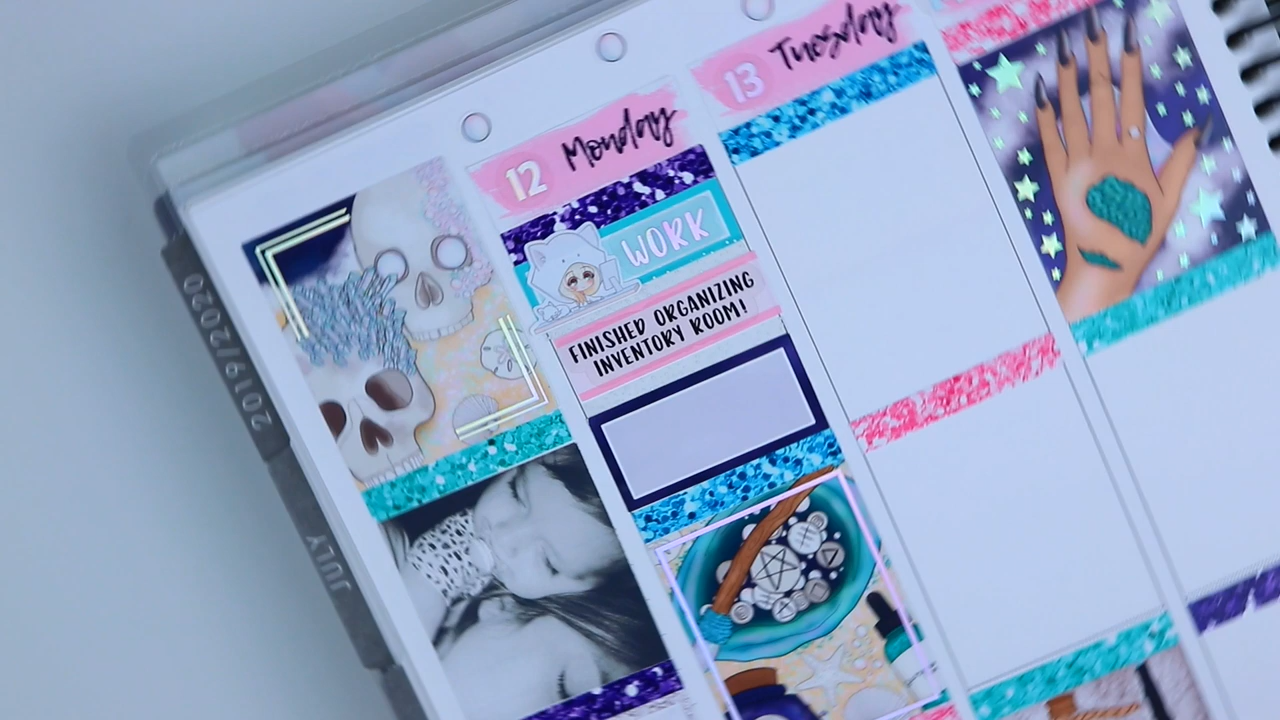 12 Monday
13 Tuesday
WORK
FINISHED ORGANIZING
INVENTORY ROOM!
2019/2020
JULY